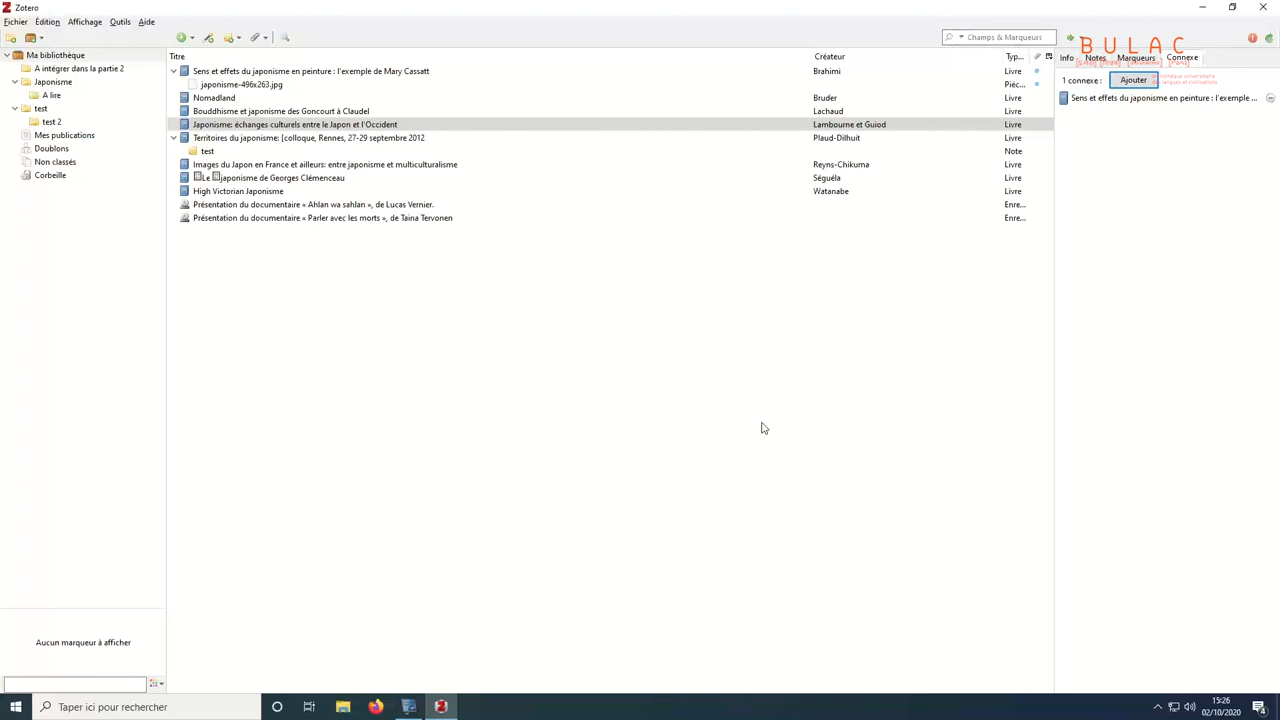 Zotero
Fichier Édition Affichage Outils Aide
Champs & Marqueurs
BULAC
Ma bibliothèque
A intégrer dans la partie 2
Japonisme
A lire
test
test 2
Mes publications
Doublons
Non classés
Corbeille
Aucun marqueur à afficher
Titre Créateur Typ...
Sens et effets du japonisme en peinture : l'exemple de Mary Cassatt Brahimi Livre
japonisme-496x263.jpg Pièc...
Nomadland Bruder Livre
Bouddhisme et japonisme des Goncourt à Claudel Lachaud Livre
Japonisme: échanges culturels entre le Japon et l'Occident Lambourne et Guiod Livre
Territoires du japonisme: [colloque, Rennes, 27-29 septembre 2012 Plaud-Dilhuit Livre
test Note
Images du Japon en France et ailleurs: entre japonisme et multiculturalisme Reyns-Chikuma Livre
Le japonisme de Georges Clémenceau Séguéla Livre
High Victorian Japonisme Watanabe Livre
Présentation du documentaire « Ahlan wa sahlan », de Lucas Vernier. Enre...
Présentation du documentaire « Parler avec les morts », de Taina Tervonen Enre...
Info Notes Marqueurs Connexe
1 connexe : Ajouter
bibliothèque universitaire
des langues et civilisations
Sens et effets du japonisme en peinture : l'exemple ...
Taper ici pour rechercher
15:26
02/10/2020
4